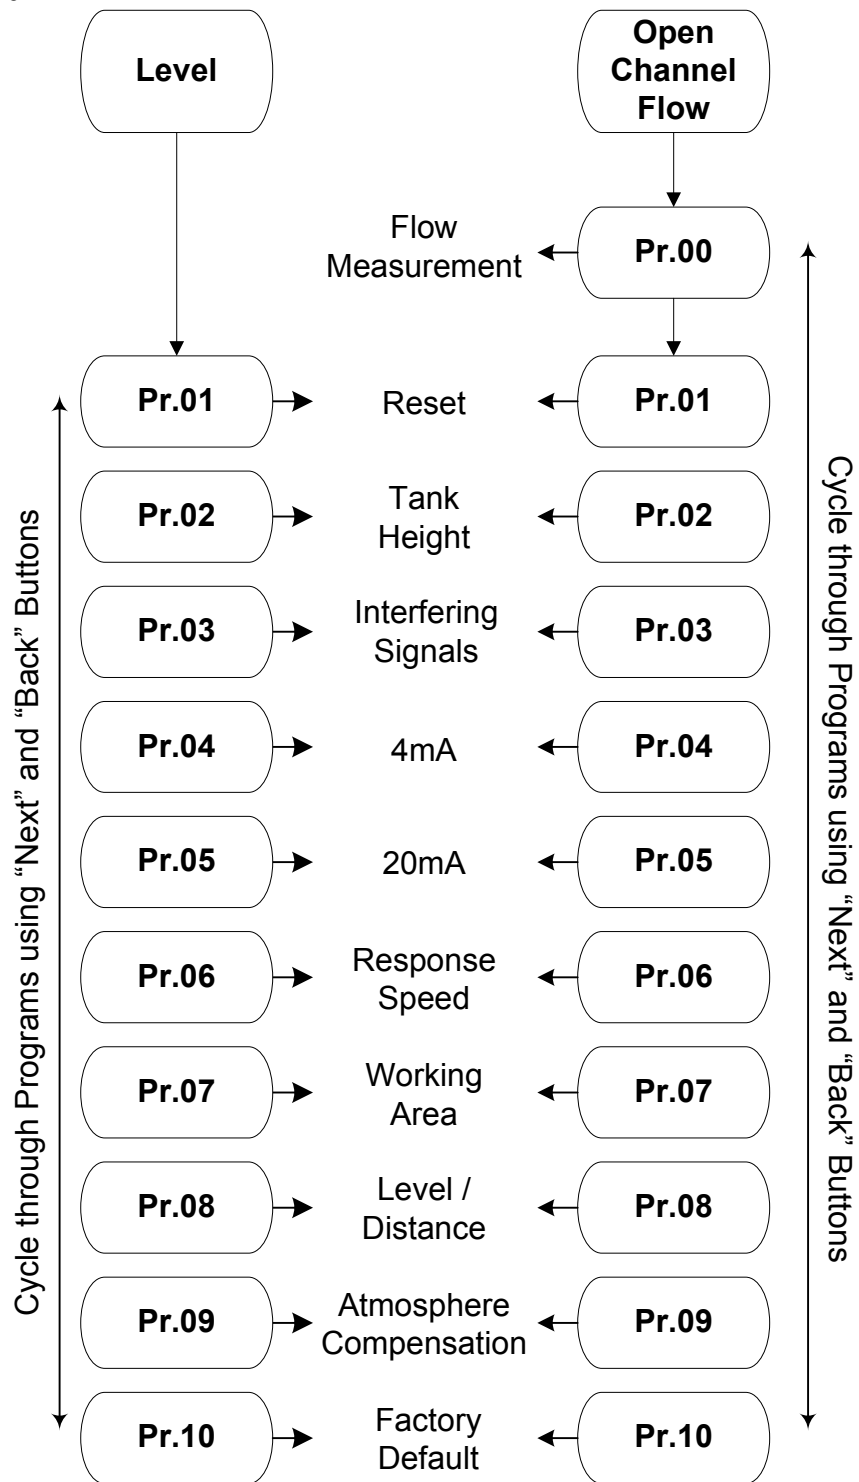 Level
Open
Channel
Flow
Flow
Measurement
Pr.00
Pr.01
Reset
Pr.01
Pr.02
Tank
Height
Pr.02
Pr.03
Interfering
Signals
Pr.03
Pr.04
4mA
Pr.04
Pr.05
20mA
Pr.05
Pr.06
Response
Speed
Pr.06
Pr.07
Working
Area
Pr.07
Pr.08
Level /
Distance
Pr.08
Pr.09
Atmosphere
Compensation
Pr.09
Pr.10
Factory
Default
Pr.10
Cycle through Programs using “Next” and “Back” Buttons
Cycle through Programs using “Next” and “Back” Buttons